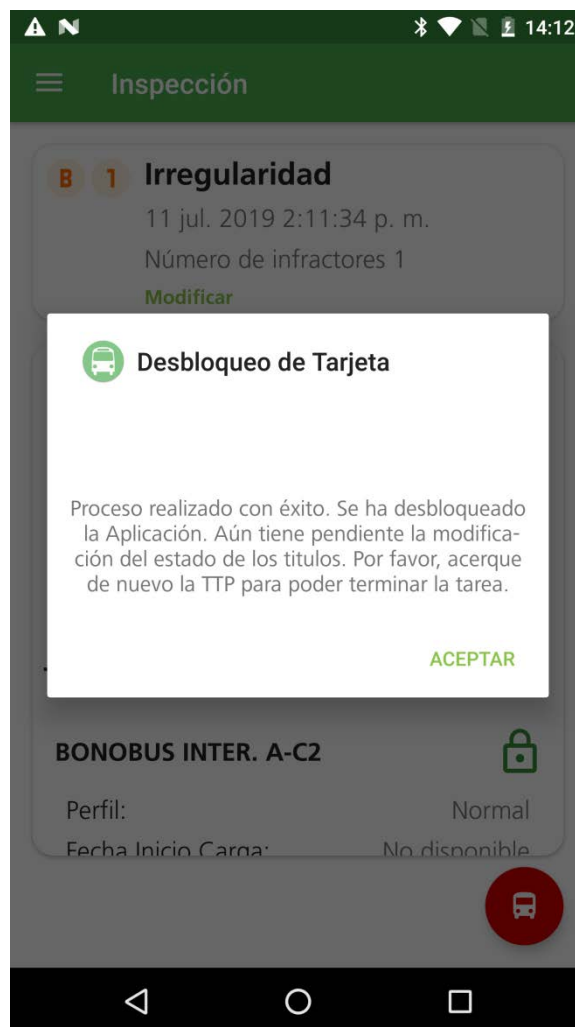 14:12
Inspección
B 1 Irregularidad
11 jul. 2019 2:11:34 p. m.
Número de infractores 1
Modificar
Desbloqueo de Tarjeta
Proceso realizado con éxito. Se ha desbloqueado
la Aplicación. Aún tiene pendiente la modifica-
ción del estado de los titulos. Por favor, acerque
de nuevo la TTP para poder terminar la tarea.
ACEPTAR
BONOBUS INTER. A-C2
Perfil: Normal
Fecha Inicio Carga: No disponible